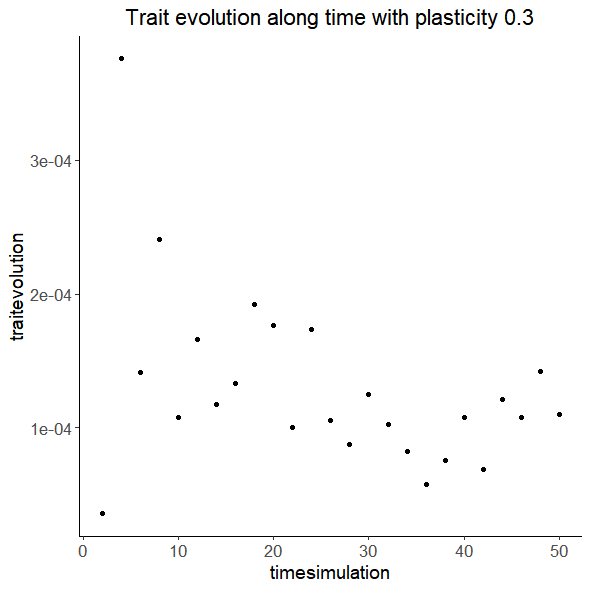 Trait evolution along time with plasticity 0.3
3e-04
2e-04
1e-04
traitevolution
0 10 20 30 40 50
timesimulation